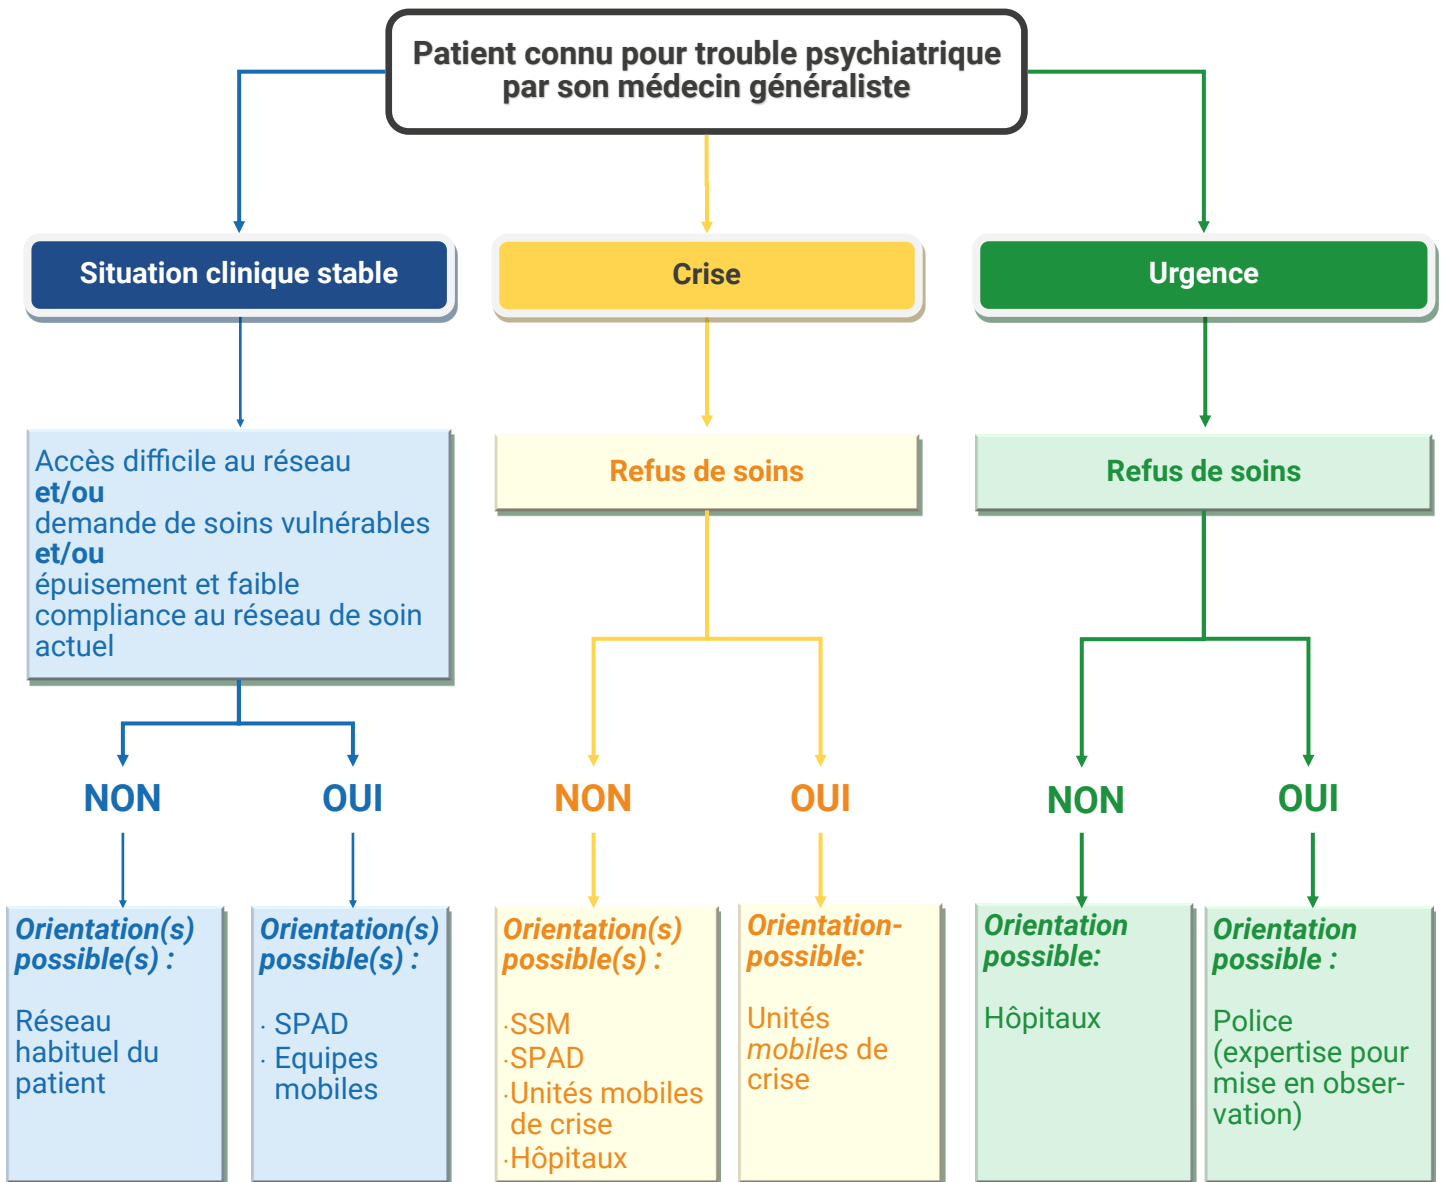 Patient connu pour trouble psychiatrique
par son médecin généraliste
Situation clinique stable
Crise
Urgence
Accès difficile au réseau
et/ou
demande de soins vulnérables
et/ou
épuisement et faible
compliance au réseau de soin
actuel
Refus de soins
Refus de soins
NON
OUI
NON
OUI
NON
OUI
Orientation(s)
possible(s) :
Réseau
habituel du
patient
Orientation(s)
possible(s) :
· SPAD
· Equipes
mobiles
Orientation(s)
possible(s) :
·SSM
·SPAD
·Unités mobiles
de crise
·Hôpitaux
Orientation-
possible:
Unités
mobiles de
crise
Orientation
possible:
Hôpitaux
Orientation
possible :
Police
(expertise pour
mise en obser-
vation)